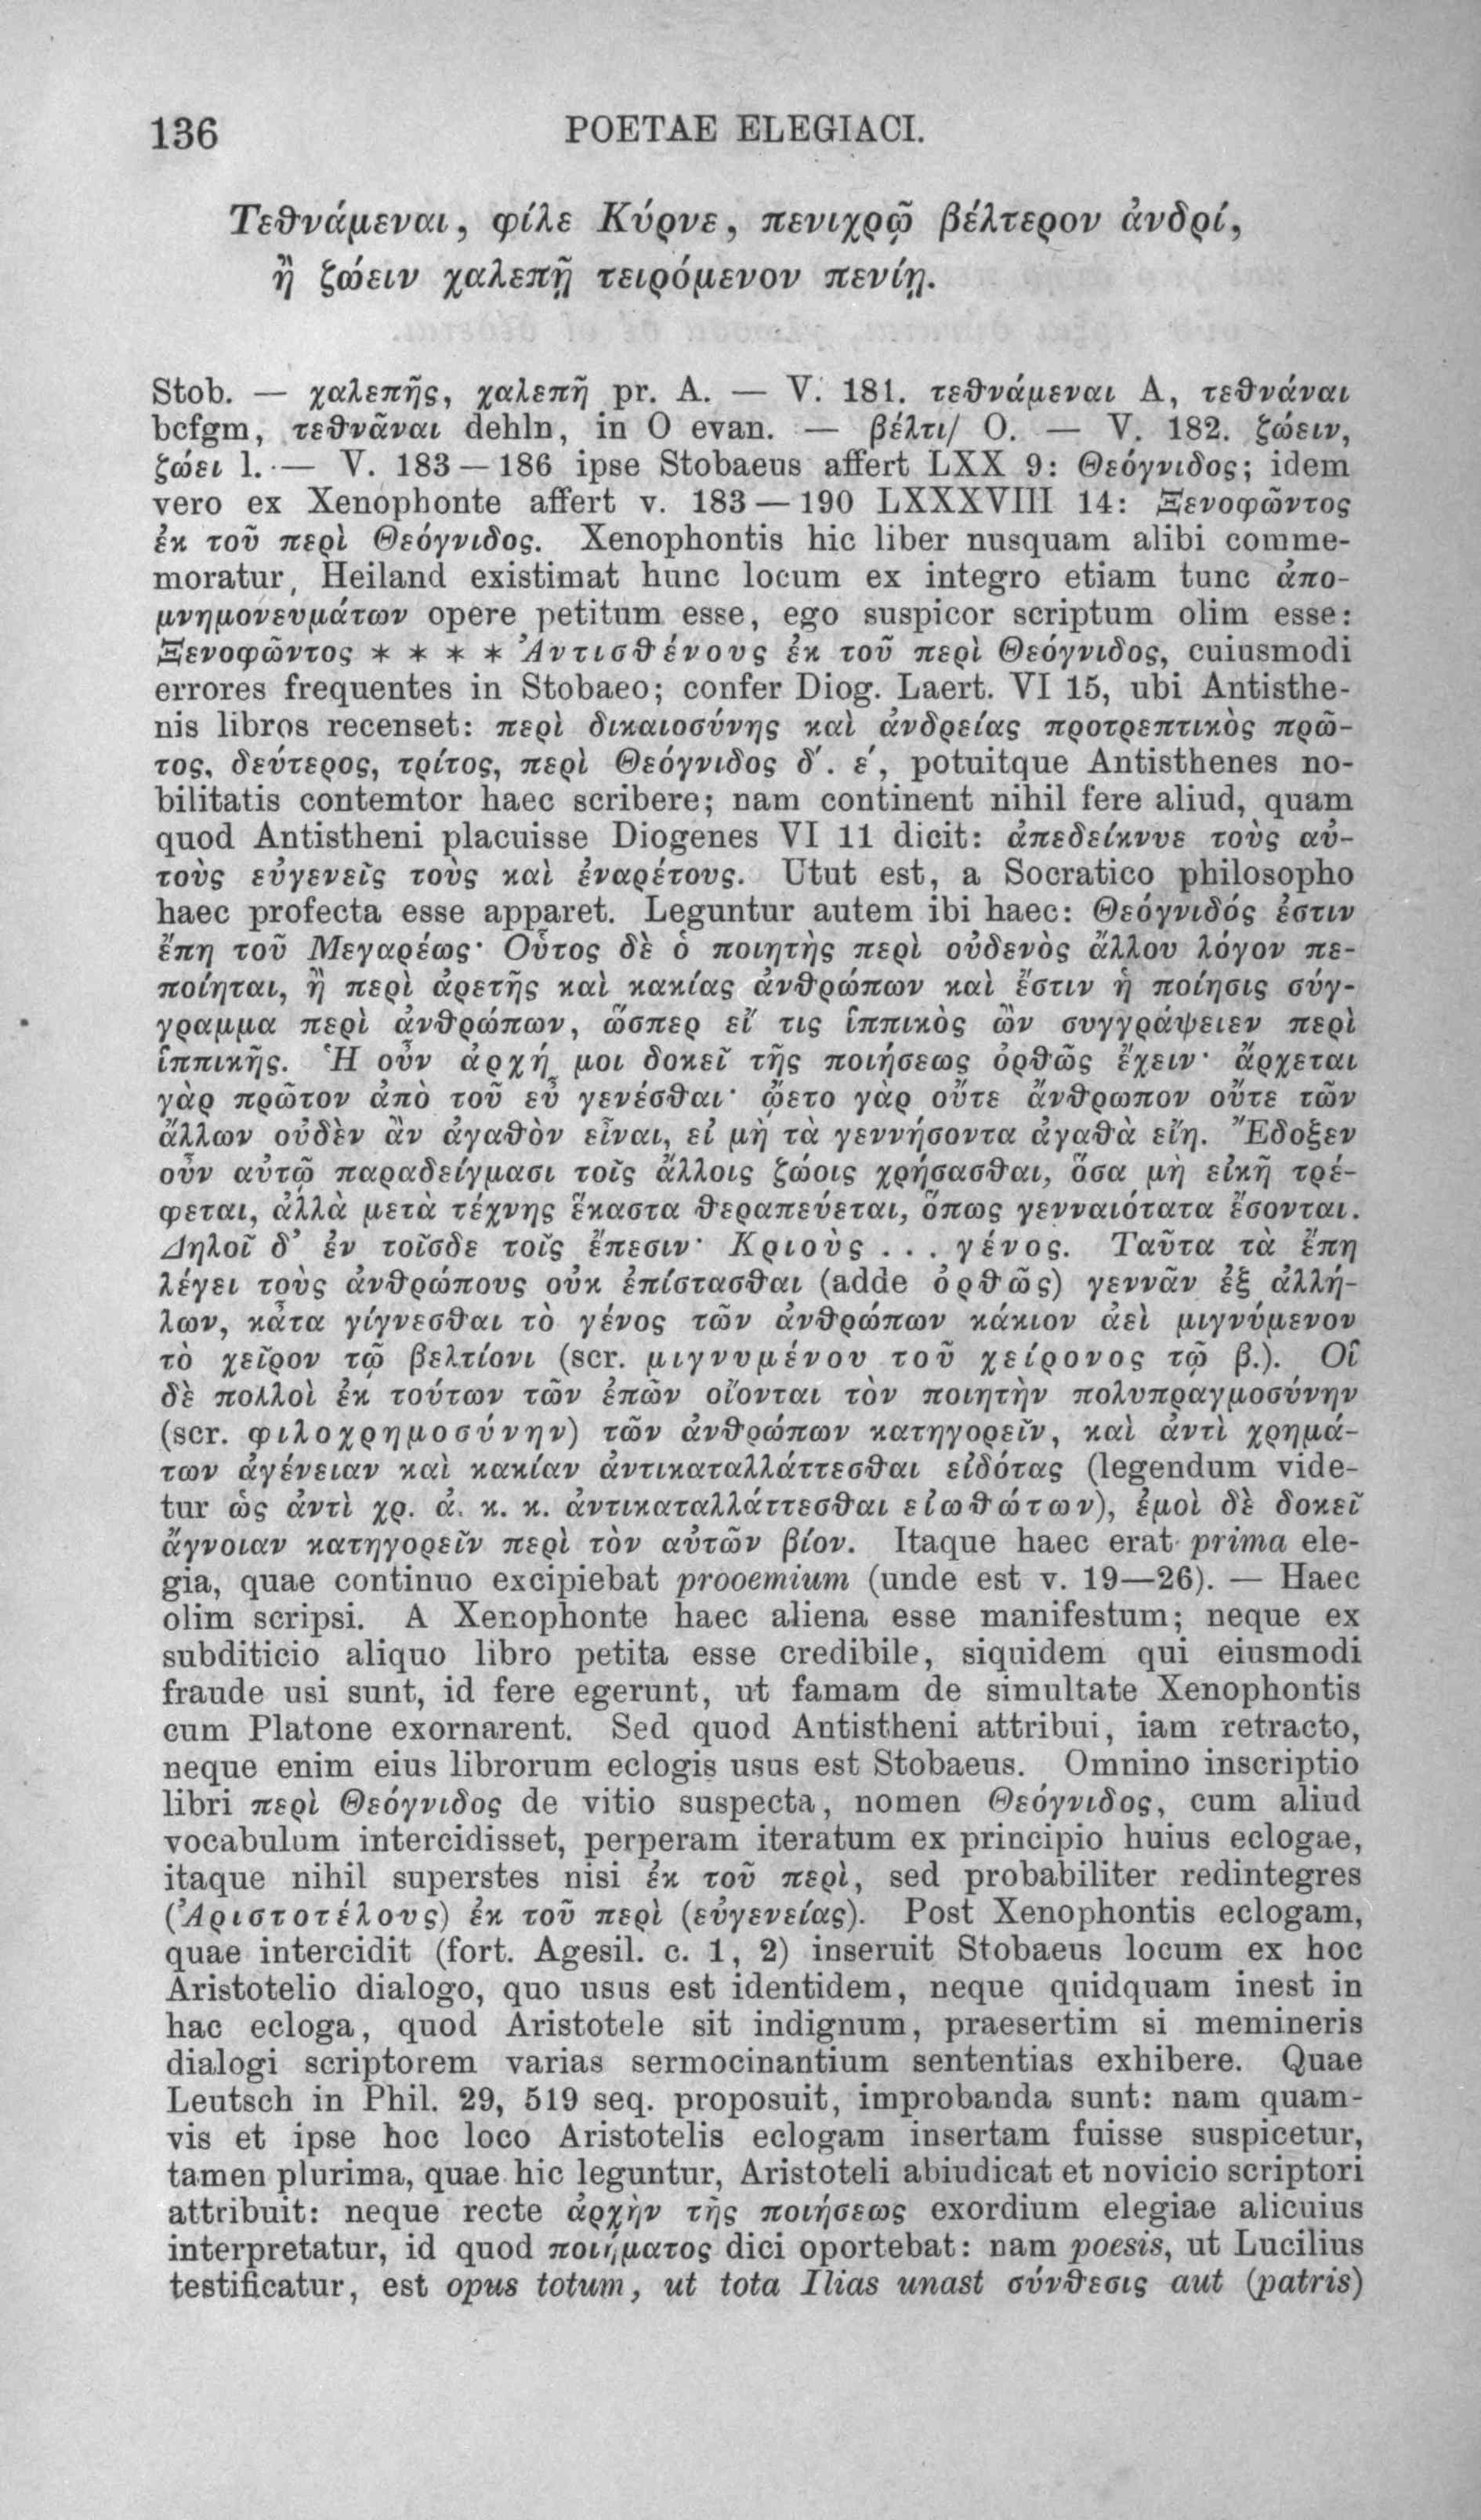 136
POETAE ELEGIACI.
Τεθνάμεναι, φίλε Κύρνε, πενιχρῷ βέλτερον ἀνδρί,
ἢ ζώειν χαλεπῇ τειρόμενον πενίῃ.
Stob. — χαλεπῆς, χαλεπῆ pr. A. — V. 181. τεθνάμεναι A, τεθνάναι
bcfgm, τεθνᾶναι dehln, in O evan. — βέλτι/ O. — V. 182. ζώειν,
ζώει l. — V. 183 — 186 ipse Stobaeus affert LXX 9: Θεόγνιδος; idem
vero ex Xenophonte affert v. 183 — 190 LXXXVIII 14: Ξενοφῶντος
ἐκ τοῦ περὶ Θεόγνιδος. Xenophontis hic liber nusquam alibi comme-
moratur, Heiland existimat hunc locum ex integro etiam tunc ἀπο-
μνημονευμάτων opere petitum esse, ego suspicor scriptum olim esse:
Ξενοφῶντος * * * * Ἀντισθένους ἐκ τοῦ περὶ Θεόγνιδος, cuiusmodi
errores frequentes in Stobaeo; confer Diog. Laert. VI 15, ubi Antisthe-
nis libros recenset: περὶ δικαιοσύνης καὶ ἀνδρείας προτρεπτικὸς πρῶ-
τος, δεύτερος, τρίτος, περὶ Θεόγνιδος δ΄. ε΄, potuitque Antisthenes no-
bilitatis contemtor haec scribere; nam continent nihil fere aliud, quam
quod Antistheni placuisse Diogenes VI 11 dicit: ἀπεδείκνυε τοὺς αὐ-
τοὺς εὐγενεῖς τοὺς καὶ ἐναρέτους. Utut est, a Socratico philosopho
haec profecta esse apparet. Leguntur autem ibi haec: Θεόγνιδός ἐστιν
ἔπη τοῦ Μεγαρέως· Οὗτος δὲ ὁ ποιητὴς περὶ οὐδενὸς ἄλλου λόγον πε-
ποίηται, ἢ περὶ ἀρετῆς καὶ κακίας ἀνθρώπων καὶ ἔστιν ἡ ποίησις σύγ-
γραμμα περὶ ἀνθρώπων, ὥσπερ εἴ τις ἱππικὸς ὢν συγγράψειεν περὶ
ἱππικῆς. Ἡ οὖν ἀρχή μοι δοκεῖ τῆς ποιήσεως ὀρθῶς ἔχειν· ἄρχεται
γὰρ πρῶτον ἀπὸ τοῦ εὖ γενέσθαι· ᾤετο γὰρ οὔτε ἄνθρωπον οὔτε τῶν
ἄλλων οὐδὲν ἂν ἀγαθὸν εἶναι, εἰ μὴ τὰ γεννήσοντα ἀγαθὰ εἴη. Ἔδοξεν
οὖν αὐτῷ παραδείγμασι τοῖς ἄλλοις ζώοις χρήσασθαι, ὅσα μὴ εἰκῆ τρέ-
φεται, ἀλλὰ μετὰ τέχνης ἕκαστα θεραπεύεται, ὅπως γενναιότατα ἔσονται.
Δηλοῖ δ’ ἐν τοῖσδε τοῖς ἔπεσιν· Κριοὺς . . . γένος. Ταῦτα τὰ ἔπη
λέγει τοὺς ἀνθρώπους οὐκ ἐπίστασθαι (adde ὀρθῶς) γεννᾶν ἐξ ἀλλή-
λων, κᾆτα γίγνεσθαι τὸ γένος τῶν ἀνθρώπων κάκιον ἀεὶ μιγνύμενον
τὸ χεῖρον τῷ βελτίονι (scr. μιγνυμένου τοῦ χείρονος τῷ β.). Οἱ
δὲ πολλοὶ ἐκ τούτων τῶν ἐπῶν οἴονται τὸν ποιητὴν πολυπραγμοσύνην
(scr. φιλοχρημοσύνην) τῶν ἀνθρώπων κατηγορεῖν, καὶ ἀντὶ χρημά-
των ἀγένειαν καὶ κακίαν ἀντικαταλλάττεσθαι εἰδότας (legendum vide-
tur ὡς ἀντὶ χρ. ἀ. κ. κ. ἀντικαταλλάττεσθαι εἰωθώτων), ἐμοὶ δὲ δοκεῖ
ἄγνοιαν κατηγορεῖν περὶ τὸν αὐτῶν βίον. Itaque haec erat prima ele-
gia, quae continuo excipiebat prooemium (unde est v. 19—26). — Haec
olim scripsi. A Xenophonte haec aliena esse manifestum; neque ex
subditicio aliquo libro petita esse credibile, siquidem qui eiusmodi
fraude usi sunt, id fere egerunt, ut famam de simultate Xenophontis
cum Platone exornarent. Sed quod Antistheni attribui, iam retracto,
neque enim eius librorum eclogis usus est Stobaeus. Omnino inscriptio
libri περὶ Θεόγνιδος de vitio suspecta, nomen Θεόγνιδος, cum aliud
vocabulum intercidisset, perperam iteratum ex principio huius eclogae,
itaque nihil superstes nisi ἐκ τοῦ περὶ, sed probabiliter redintegres
(Ἀριστοτέλους) ἐκ τοῦ περὶ (εὐγενείας). Post Xenophontis eclogam,
quae intercidit (fort. Agesil. c. 1, 2) inseruit Stobaeus locum ex hoc
Aristotelio dialogo, quo usus est identidem, neque quidquam inest in
hac ecloga, quod Aristotele sit indignum, praesertim si memineris
dialogi scriptorem varias sermocinantium sententias exhibere. Quae
Leutsch in Phil. 29, 519 seq. proposuit, improbanda sunt: nam quam-
vis et ipse hoc loco Aristotelis eclogam insertam fuisse suspicetur,
tamen plurima, quae hic leguntur, Aristoteli abiudicat et novicio scriptori
attribuit: neque recte ἀρχὴν τῆς ποιήσεως exordium elegiae alicuius
interpretatur, id quod ποιήματος dici oportebat: nam poesis, ut Lucilius
testificatur, est opus totum, ut tota Ilias unast σύνθεσις aut (patris)